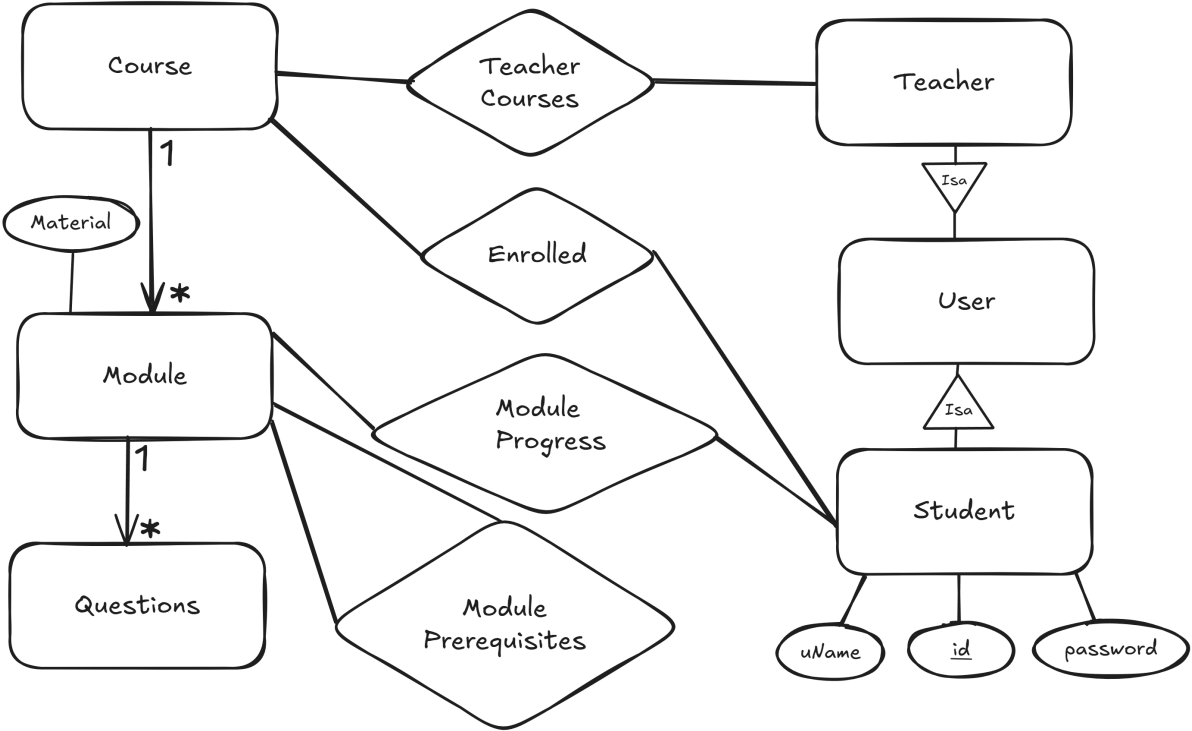 Course
Teacher
Courses
Teacher
1
Isa
Material
Enrolled
*
User
Module
Module
Progress
Isa
1
*
Student
Questions
Module
Prerequisites
uName
id
password